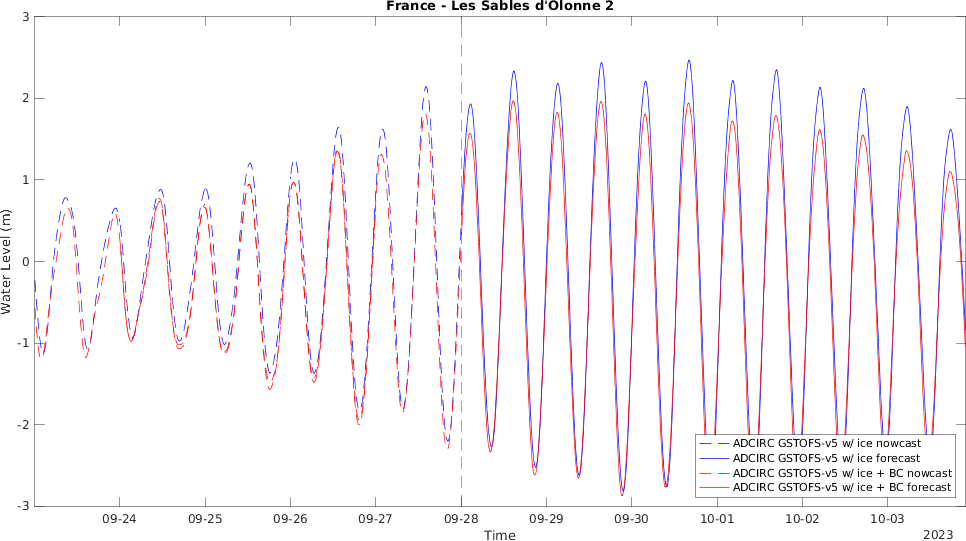 France - Les Sables d'Olonne 2
3
2
1
0
-1
-2
-3
Water Level (m)
ADCIRC GSTOFS-v5 w/ ice nowcast
ADCIRC GSTOFS-v5 w/ ice forecast
ADCIRC GSTOFS-v5 w/ ice + BC nowcast
ADCIRC GSTOFS-v5 w/ ice + BC forecast
09-24 09-25 09-26 09-27 09-28 09-29 09-30 10-01 10-02 10-03
Time
2023